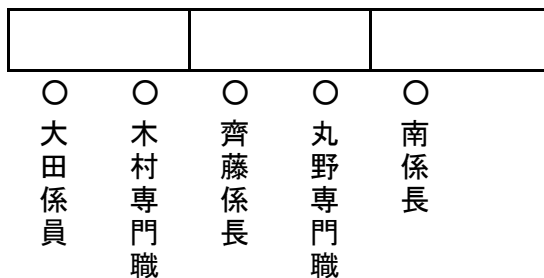 ○ 南係長
○ 丸野専門職
○ 齊藤係長
○ 木村専門職
○ 大田係員